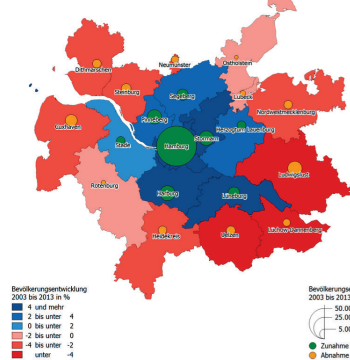 Ostholstein
Neumünster
Dithmarschen
Steinburg
Segeberg
Lübeck
Nordwestmecklenburg
Pinneberg
Cuxhaven
Herzogtum Lauenburg
Stormarn
Stade
Hamburg
Ludwigslust
Rotenburg
Harburg
Lüneburg
Lüchow-Dannenberg
Heidekreis
Uelzen
Bevölkerungsentwicklung
2003 bis 2013 in %
4 und mehr
2 bis unter 4
0 bis unter 2
-2 bis unter 0
-4 bis unter -2
unter -4
2003 bis 2013
50.00
25.00
5.00
Zunahme
Abnahme